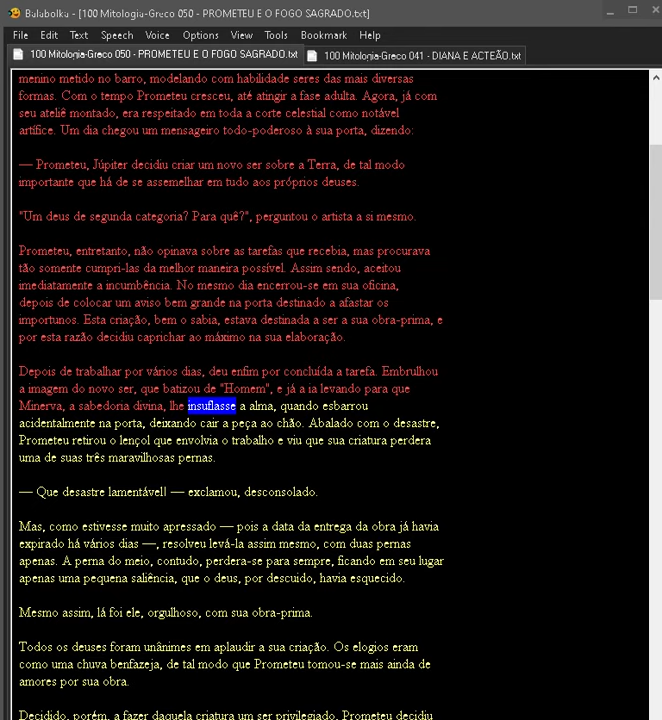 Balabolka - [100 Mitologia-Greco 050 - PROMETEU E O FOGO SAGRADO.txt]
File Edit Text Speech Voice Options View Tools Bookmark Help
100 Mitologia-Greco 050 - PROMETEU E O FOGO SAGRADO.txt 100 Mitologia-Greco 041 - DIANA E ACTEÃO.txt
menino metido no barro, modelando com habilidade seres das mais diversas
formas. Com o tempo Prometeu cresceu, até atingir a fase adulta. Agora, já com
seu ateliê montado, era respeitado em toda a corte celestial como notável
artífice. Um dia chegou um mensageiro todo-poderoso à sua porta, dizendo:
— Prometeu, Júpiter decidiu criar um novo ser sobre a Terra, de tal modo
importante que há de se assemelhar em tudo aos próprios deuses.
"Um deus de segunda categoria? Para quê?", perguntou o artista a si mesmo.
Prometeu, entretanto, não opinava sobre as tarefas que recebia, mas procurava
tão somente cumpri-las da melhor maneira possível. Assim sendo, aceitou
imediatamente a incumbência. No mesmo dia encerrou-se em sua oficina,
depois de colocar um aviso bem grande na porta destinado a afastar os
importunos. Esta criação, bem o sabia, estava destinada a ser a sua obra-prima, e
por esta razão decidiu caprichar ao máximo na sua elaboração.
Depois de trabalhar por vários dias, deu enfim por concluída a tarefa. Embrulhou
a imagem do novo ser, que batizou de "Homem", e já a ia levando para que
Minerva, a sabedoria divina, lhe insuflasse a alma, quando esbarrou
acidentalmente na porta, deixando cair a peça ao chão. Abalado com o desastre,
Prometeu retirou o lençol que envolvia o trabalho e viu que sua criatura perdera
uma de suas três maravilhosas pernas.
— Que desastre lamentável! — exclamou, desconsolado.
Mas, como estivesse muito apressado — pois a data da entrega da obra já havia
expirado há vários dias —, resolveu levá-la assim mesmo, com duas pernas
apenas. A perna do meio, contudo, perdera-se para sempre, ficando em seu lugar
apenas uma pequena saliência, que o deus, por descuido, havia esquecido.
Mesmo assim, lá foi ele, orgulhoso, com sua obra-prima.
Todos os deuses foram unânimes em aplaudir a sua criação. Os elogios eram
como uma chuva benfazeja, de tal modo que Prometeu tomou-se mais ainda de
amores por sua obra.
Decidido, porém, a fazer daquela criatura um ser privilegiado, Prometeu decidiu